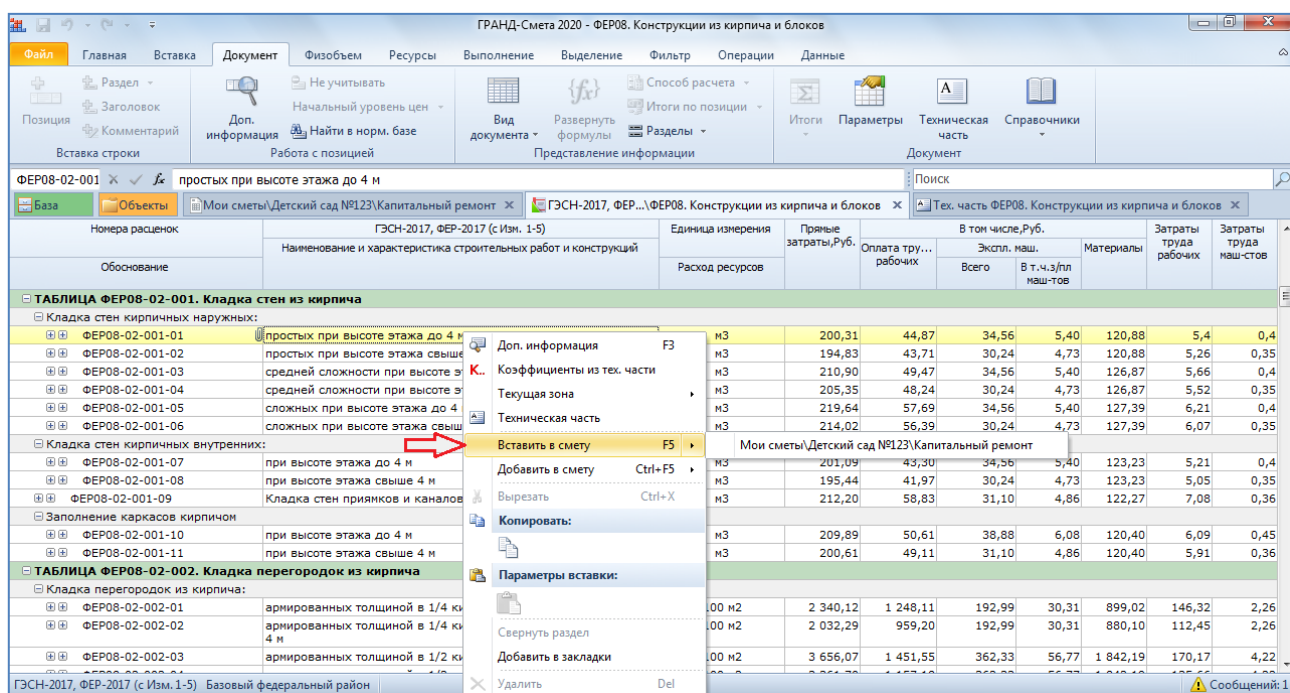 ГРАНД-Смета 2020 - ФЕР08. Конструкции из кирпича и блоков
Файл Главная Вставка Документ Физобъем Ресурсы Выполнение Выделение Фильтр Операции Данные
Позиция
Раздел
Заголовок
Комментарий
Вставка строки
Доп. информация
Не учитывать
Начальный уровень цен
Найти в норм. базе
Работа с позицией
Вид документа
Развернуть формулы
Способ расчета
Итоги по позиции
Разделы
Представление информации
Итоги
Параметры
Техническая часть
Справочники
Документ
ФЕР08-02-001 fx простых при высоте этажа до 4 м Поиск
База Объекты Мои сметы\Детский сад №123\Капитальный ремонт ГЭСН-2017, ФЕР...\ФЕР08. Конструкции из кирпича и блоков Тех. часть ФЕР08. Конструкции из кирпича и блоков
Номера расценок ГЭСН-2017, ФЕР-2017 (с Изм. 1-5) Единица измерения Прямые затраты,Руб. В том числе,Руб. Затраты труда рабочих Затраты труда маш-стов
Обоснование Наименование и характеристика строительных работ и конструкций Расход ресурсов Оплата тру... рабочих Экспл. маш. Материалы
Всего В т.ч.з/пл маш-тов
ТАБЛИЦА ФЕР08-02-001. Кладка стен из кирпича
Кладка стен кирпичных наружных:
ФЕР08-02-001-01 простых при высоте этажа до 4 м м3 200,31 44,87 34,56 5,40 120,88 5,4 0,4
ФЕР08-02-001-02 простых при высоте этажа свыше м3 194,83 43,71 30,24 4,73 120,88 5,26 0,35
ФЕР08-02-001-03 средней сложности при высоте э м3 210,90 49,47 34,56 5,40 126,87 5,66 0,4
ФЕР08-02-001-04 средней сложности при высоте э м3 205,35 48,24 30,24 4,73 126,87 5,52 0,35
ФЕР08-02-001-05 сложных при высоте этажа до 4 м3 219,64 57,69 34,56 5,40 127,39 6,21 0,4
ФЕР08-02-001-06 сложных при высоте этажа свыш м3 214,02 56,39 30,24 4,73 127,39 6,07 0,35
Кладка стен кирпичных внутренних:
ФЕР08-02-001-07 при высоте этажа до 4 м м3 201,09 43,30 34,56 5,40 123,23 5,21 0,4
ФЕР08-02-001-08 при высоте этажа свыше 4 м м3 195,44 41,97 30,24 4,73 123,23 5,05 0,35
ФЕР08-02-001-09 Кладка стен приямков и каналов м3 212,20 58,83 31,10 4,86 122,27 7,08 0,36
Заполнение каркасов кирпичом
ФЕР08-02-001-10 при высоте этажа до 4 м м3 209,89 50,61 38,88 6,08 120,40 6,09 0,45
ФЕР08-02-001-11 при высоте этажа свыше 4 м м3 200,61 49,11 31,10 4,86 120,40 5,91 0,36
ТАБЛИЦА ФЕР08-02-002. Кладка перегородок из кирпича
Кладка перегородок из кирпича:
ФЕР08-02-002-01 армированных толщиной в 1/4 ки 00 м2 2 340,12 1 248,11 192,99 30,31 899,02 146,32 2,26
ФЕР08-02-002-02 армированных толщиной в 1/4 ки 00 м2 2 032,29 959,20 192,99 30,31 880,10 112,45 2,26
4 м
ФЕР08-02-002-03 армированных толщиной в 1/2 ки 00 м2 3 656,07 1 451,55 362,33 56,77 1 842,19 170,17 4,22
Доп. информация F3
К.. Коэффициенты из тех. части
Текущая зона
Техническая часть
Вставить в смету F5
Мои сметы\Детский сад №123\Капитальный ремонт
Добавить в смету Ctrl+F5
Вырезать Ctrl+X
Копировать:
Параметры вставки:
Свернуть раздел
Добавить в закладки
Удалить Del
ГЭСН-2017, ФЕР-2017 (с Изм. 1-5) Базовый федеральный район Сообщений: 1